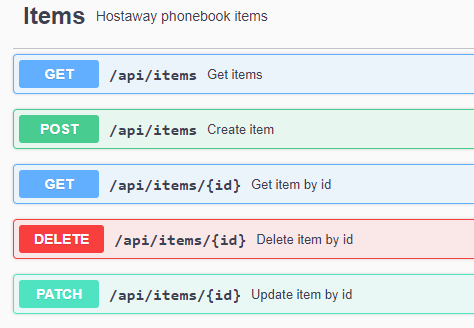 Items Hostaway phonebook items
GET /api/items Get items
POST /api/items Create item
GET /api/items/{id} Get item by id
DELETE /api/items/{id} Delete item by id
PATCH /api/items/{id} Update item by id